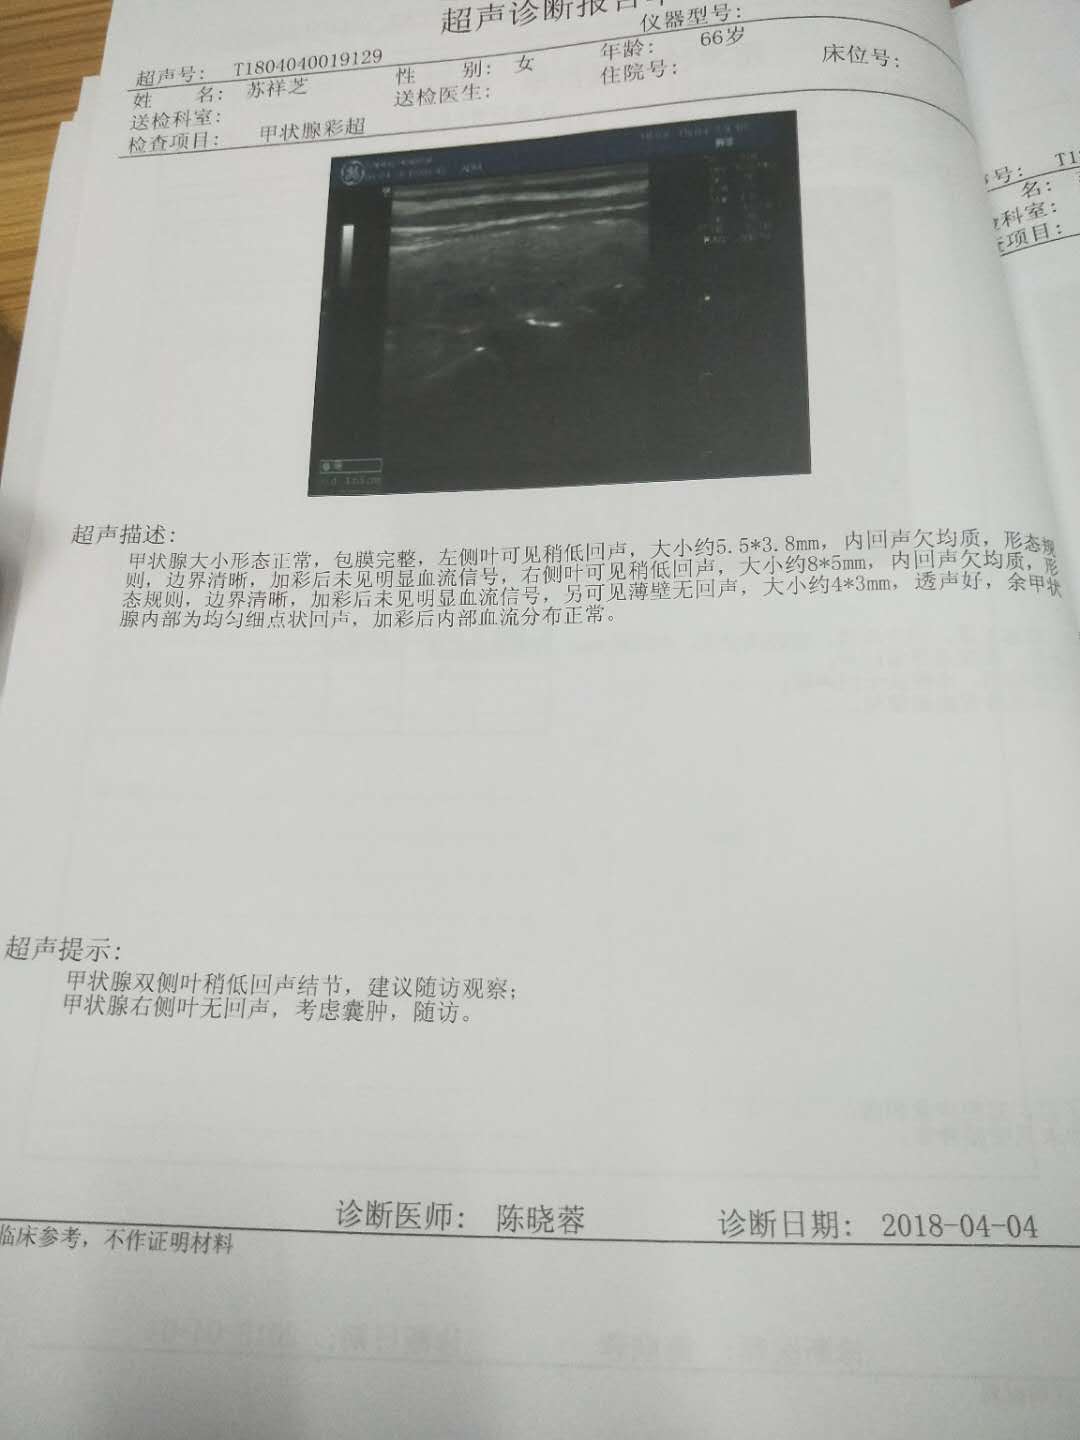 超声诊断报告单
仪器型号:
超声号: T1804040019129
姓 名: 苏祥芝 性 别: 女 年龄: 66岁 床位号:
送检科室: 送检医生: 住院号:
检查项目: 甲状腺彩超
超声描述:
甲状腺大小形态正常，包膜完整，左侧叶可见稍低回声，大小约5.5*3.8mm，内回声欠均质，形态规
则，边界清晰，加彩后未见明显血流信号，右侧叶可见稍低回声，大小约8*5mm，内回声欠均质，形
态规则，边界清晰，加彩后未见明显血流信号，另可见薄壁无回声，大小约4*3mm，透声好，余甲状
腺内部为均匀细点状回声，加彩后内部血流分布正常。
超声提示:
甲状腺双侧叶稍低回声结节，建议随访观察；
甲状腺右侧叶无回声，考虑囊肿，随访。
诊断医师: 陈晓蓉 诊断日期: 2018-04-04
临床参考，不作证明材料
号: T1
名:
科室:
项目: